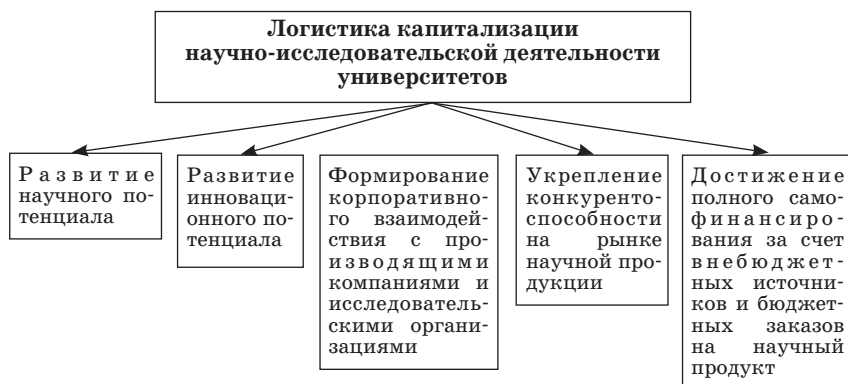 Логистика капитализации
научно-исследовательской деятельности
университетов
Развитие
научного по-
тенциала
Развитие
инноваци-
онного по-
тенциала
Формирование
корпоративно-
го взаимодей-
ствия с про-
изводящими
компаниями и
исследователь-
скими органи-
зациями
Укрепление
конкуренто-
способности
на рынке
научной про-
дукции
Достижение
полного само-
финансиро-
вания за счет
внебюджет-
ных источни-
ков и бюджет-
ных заказов
на научный
продукт